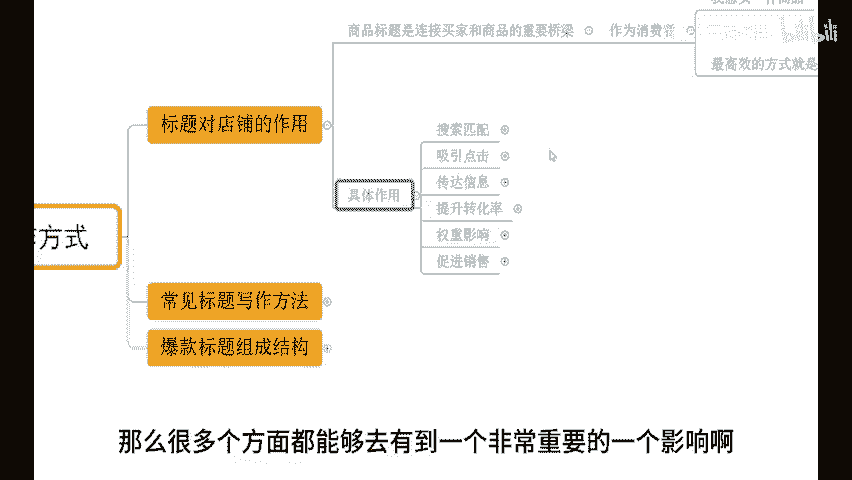 商品标题是连接买家和商品的重要桥梁
作为消费者
bilibili
最高效的方式就是
标题对店铺的作用
搜索匹配
吸引点击
传达信息
具体作用
提升转化率
权重影响
促进销售
方式
常见标题写作方法
爆款标题组成结构
那么很多个方面都能够去有到一个非常重要的一个影响啊